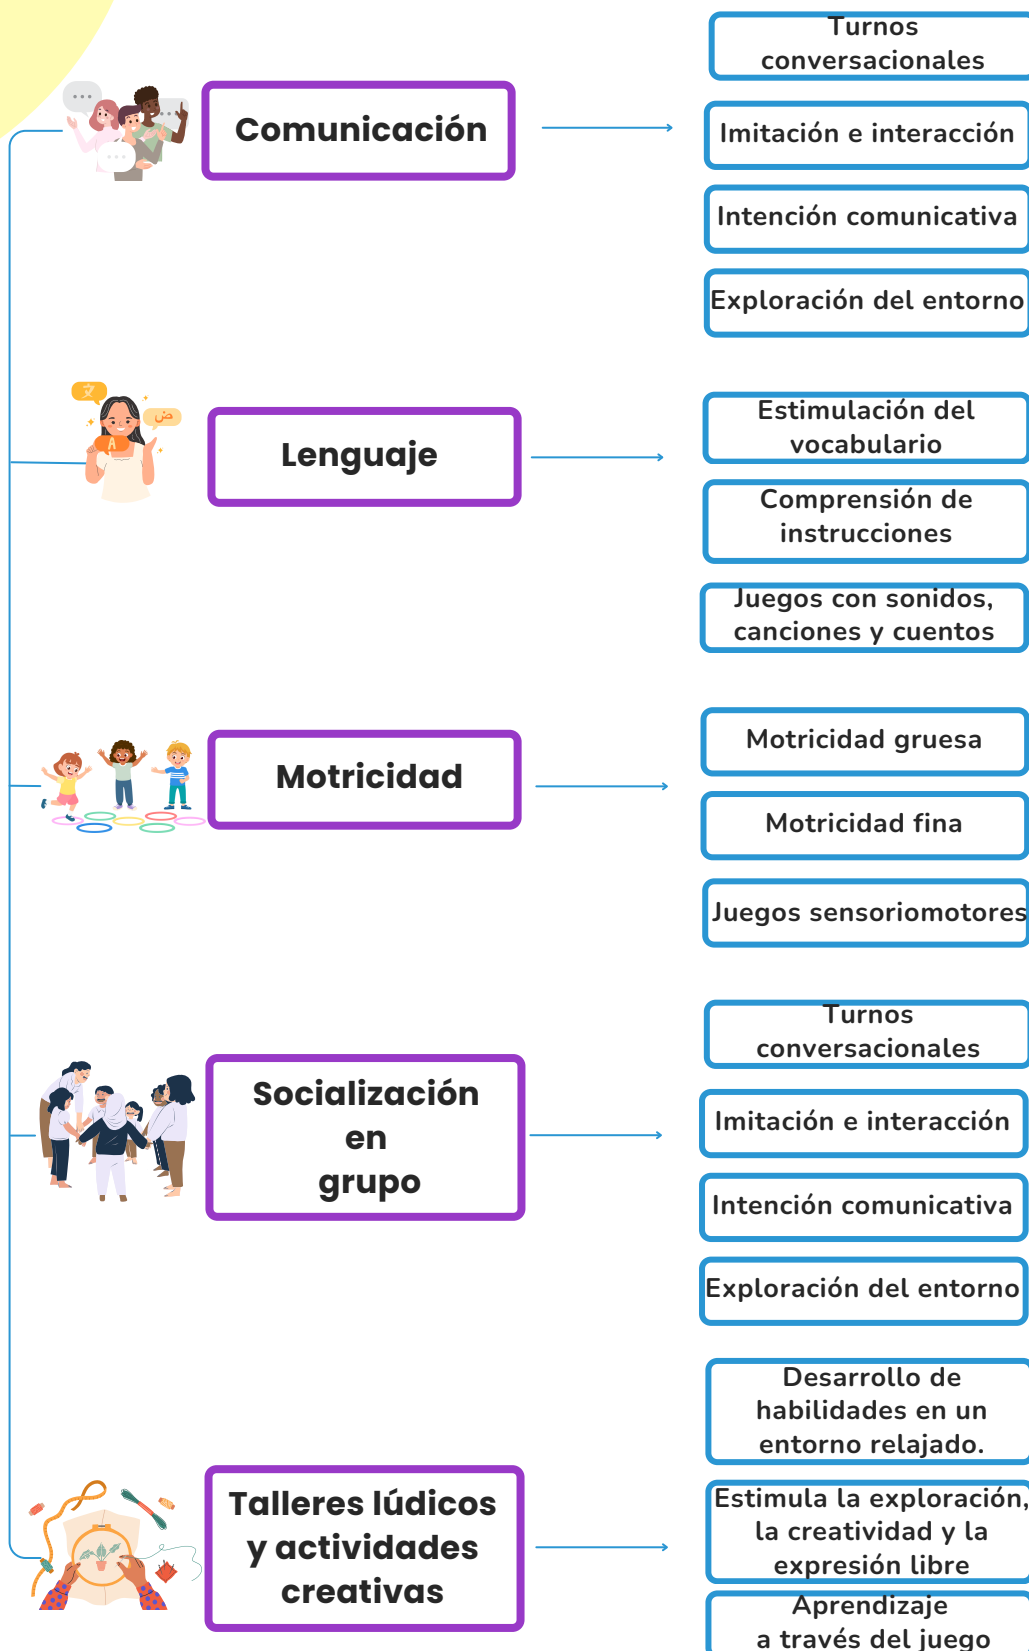 Comunicación
Turnos
conversacionales
Imitación e interacción
Intención comunicativa
Exploración del entorno
文
ض
A
Lenguaje
Estimulación del
vocabulario
Comprensión de
instrucciones
Juegos con sonidos,
canciones y cuentos
Motricidad
Motricidad gruesa
Motricidad fina
Juegos sensoriomotores
Socialización
en
grupo
Turnos
conversacionales
Imitación e interacción
Intención comunicativa
Exploración del entorno
Talleres lúdicos
y actividades
creativas
Desarrollo de
habilidades en un
entorno relajado.
Estimula la exploración,
la creatividad y la
expresión libre
Aprendizaje
a través del juego